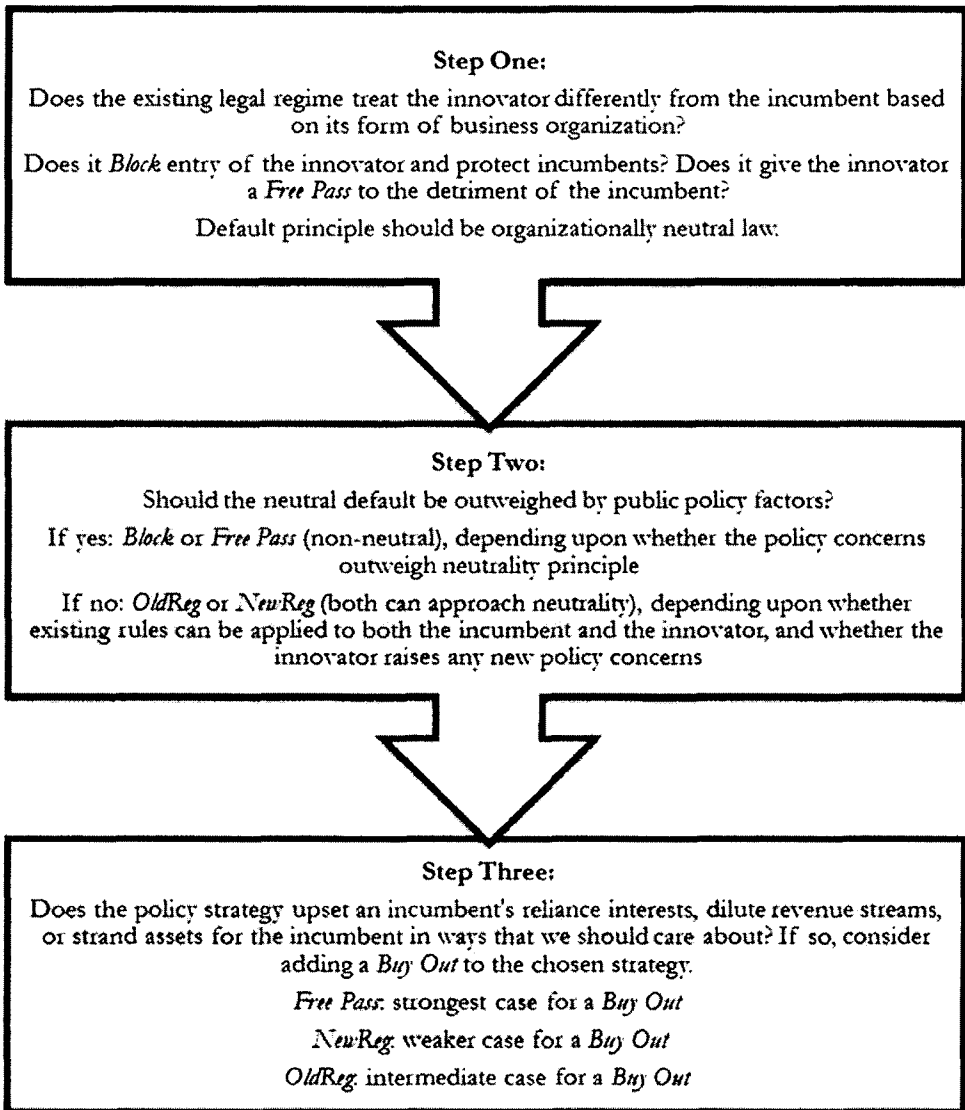 Step One:
Does the existing legal regime treat the innovator differently from the incumbent based
on its form of business organization?
Does it Block entry of the innovator and protect incumbents? Does it give the innovator
a Free Pass to the detriment of the incumbent?
Default principle should be organizationally neutral law.
Step Two:
Should the neutral default be outweighed by public policy factors?
If yes: Block or Free Pass (non-neutral), depending upon whether the policy concerns
outweigh neutrality principle
If no: OldReg or NewReg (both can approach neutrality), depending upon whether
existing rules can be applied to both the incumbent and the innovator, and whether the
innovator raises any new policy concerns
Step Three:
Does the policy strategy upset an incumbent's reliance interests, dilute revenue streams,
or strand assets for the incumbent in ways that we should care about? If so, consider
adding a Buy Out to the chosen strategy.
Free Pass: strongest case for a Buy Out
NewReg: weaker case for a Buy Out
OldReg: intermediate case for a Buy Out